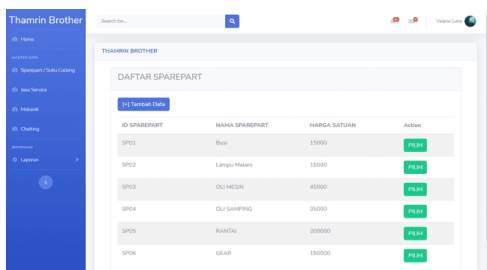 Thamrin Brother
Search for...
Valerie Luna
Home
MASTER DATA
Sparepart / Suku Cadang
Jasa Service
Mekanik
Chatting
Laporan
THAMRIN BROTHER
DAFTAR SPAREPART
[+] Tambah Data
ID SPAREPART NAMA SPAREPART HARGA SATUAN Action
SP01 Busi 15000 PILIH
SP02 Lampu Malam 15000 PILIH
SP03 OLI MESIN 45000 PILIH
SP04 OLI SAMPING 35000 PILIH
SP05 RANTAI 200000 PILIH
SP06 GEAR 150000 PILIH